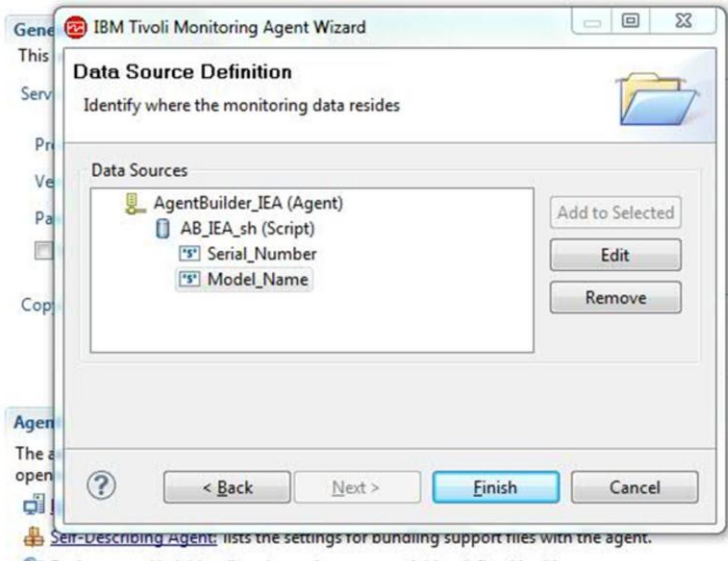 Gene
IBM Tivoli Monitoring Agent Wizard
This
Data Source Definition
Identify where the monitoring data resides
Serv
Pr
Data Sources
Ve
AgentBuilder_IEA (Agent)
Add to Selected
Pa
AB_IEA_sh (Script)
Serial_Number
Edit
Model_Name
Remove
Cop
Agen
The a
open
< Back
Next >
Finish
Cancel
Self-Describing Agent: lists the settings for bundling support files with the agent.